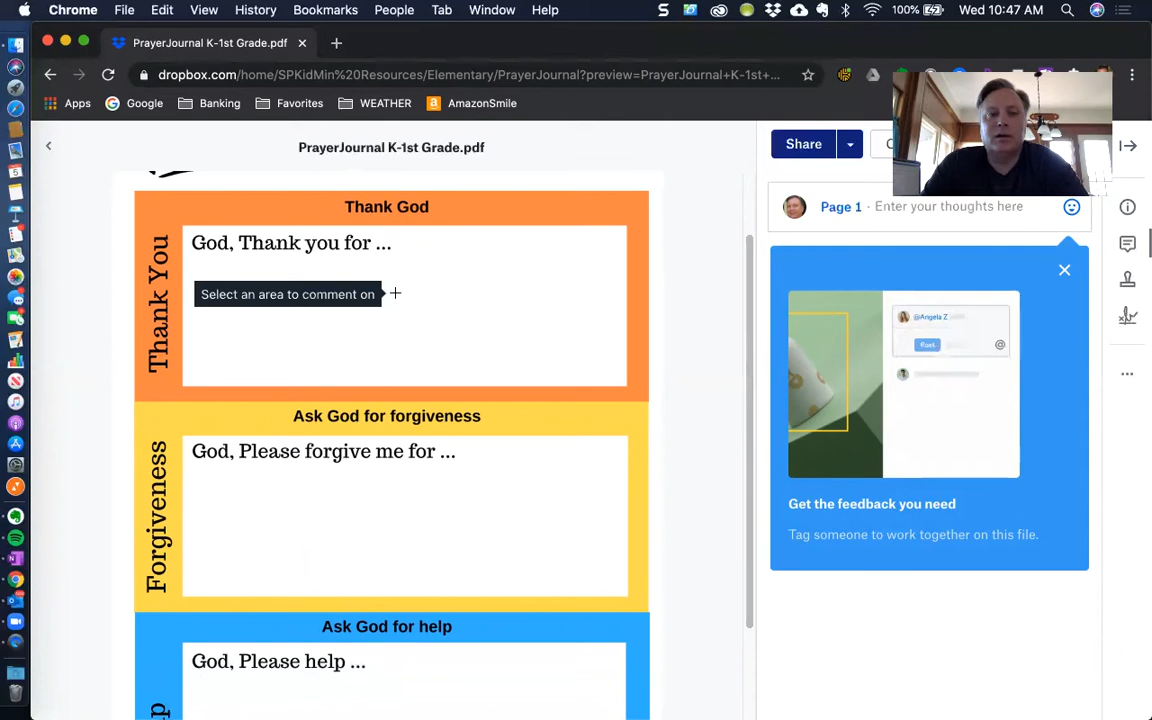 Chrome File Edit View History Bookmarks People Tab Window Help 100% Wed 10:47 AM
PrayerJournal K-1st Grade.pdf
dropbox.com/home/SPKidMin%20Resources/Elementary/PrayerJournal?preview=PrayerJournal+K-1st+...
Apps Google Banking Favorites WEATHER AmazonSmile
PrayerJournal K-1st Grade.pdf
Share
Page 1 · Enter your thoughts here
Thank God
Thank You
God, Thank you for ...
Select an area to comment on
Ask God for forgiveness
Forgiveness
God, Please forgive me for ...
Ask God for help
God, Please help ...
@Angela Z
Post
@
Get the feedback you need
Tag someone to work together on this file.